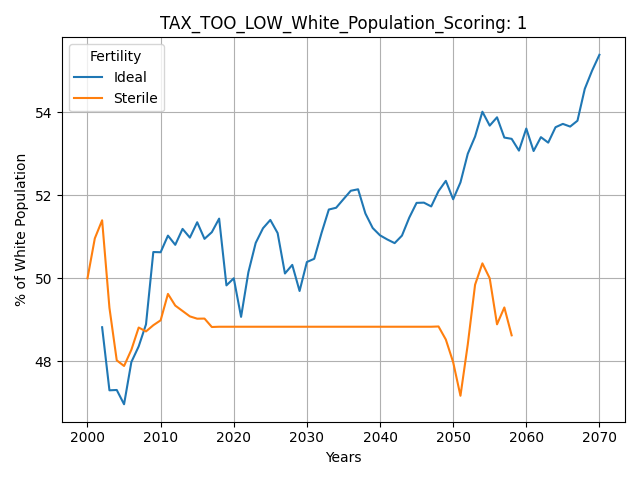 TAX_TOO_LOW_White_Population_Scoring: 1
Fertility
Ideal
Sterile
% of White Population
54
52
50
48
2000 2010 2020 2030 2040 2050 2060 2070
Years